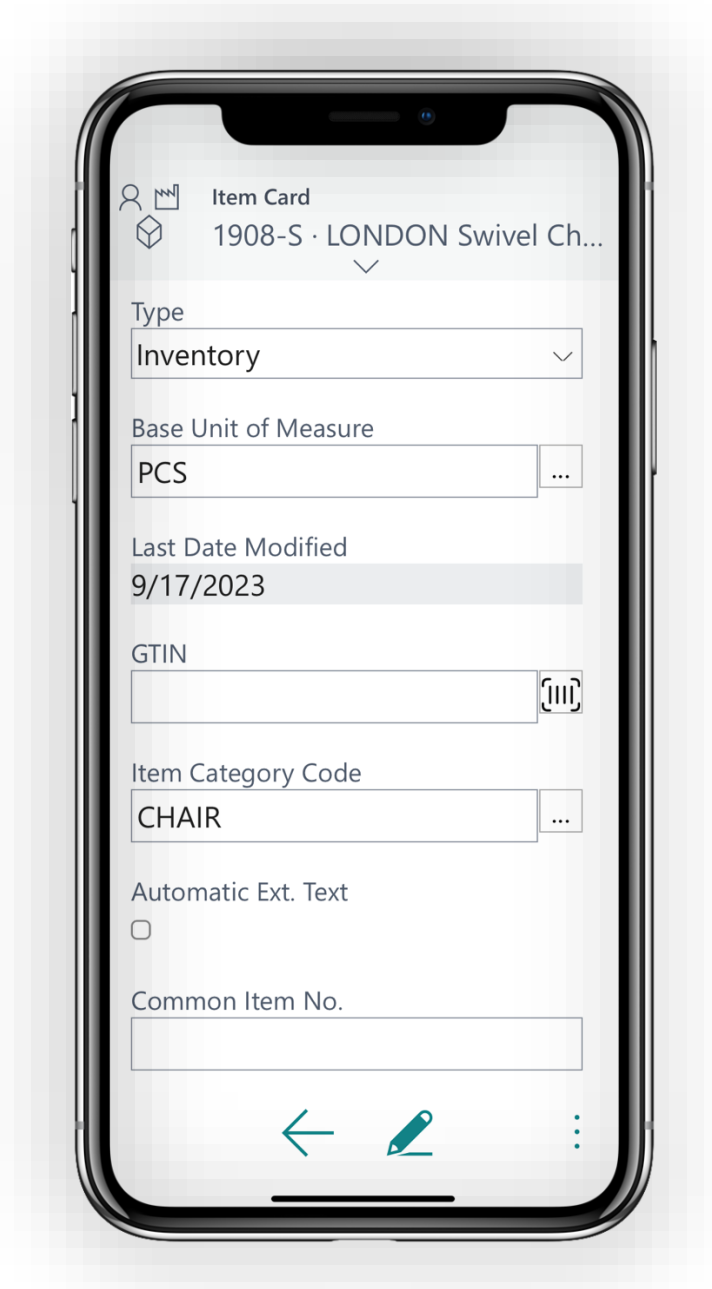 Item Card
1908-S · LONDON Swivel Ch...
Type
Inventory
Base Unit of Measure
PCS
...
Last Date Modified
9/17/2023
GTIN
Item Category Code
CHAIR
...
Automatic Ext. Text
Common Item No.